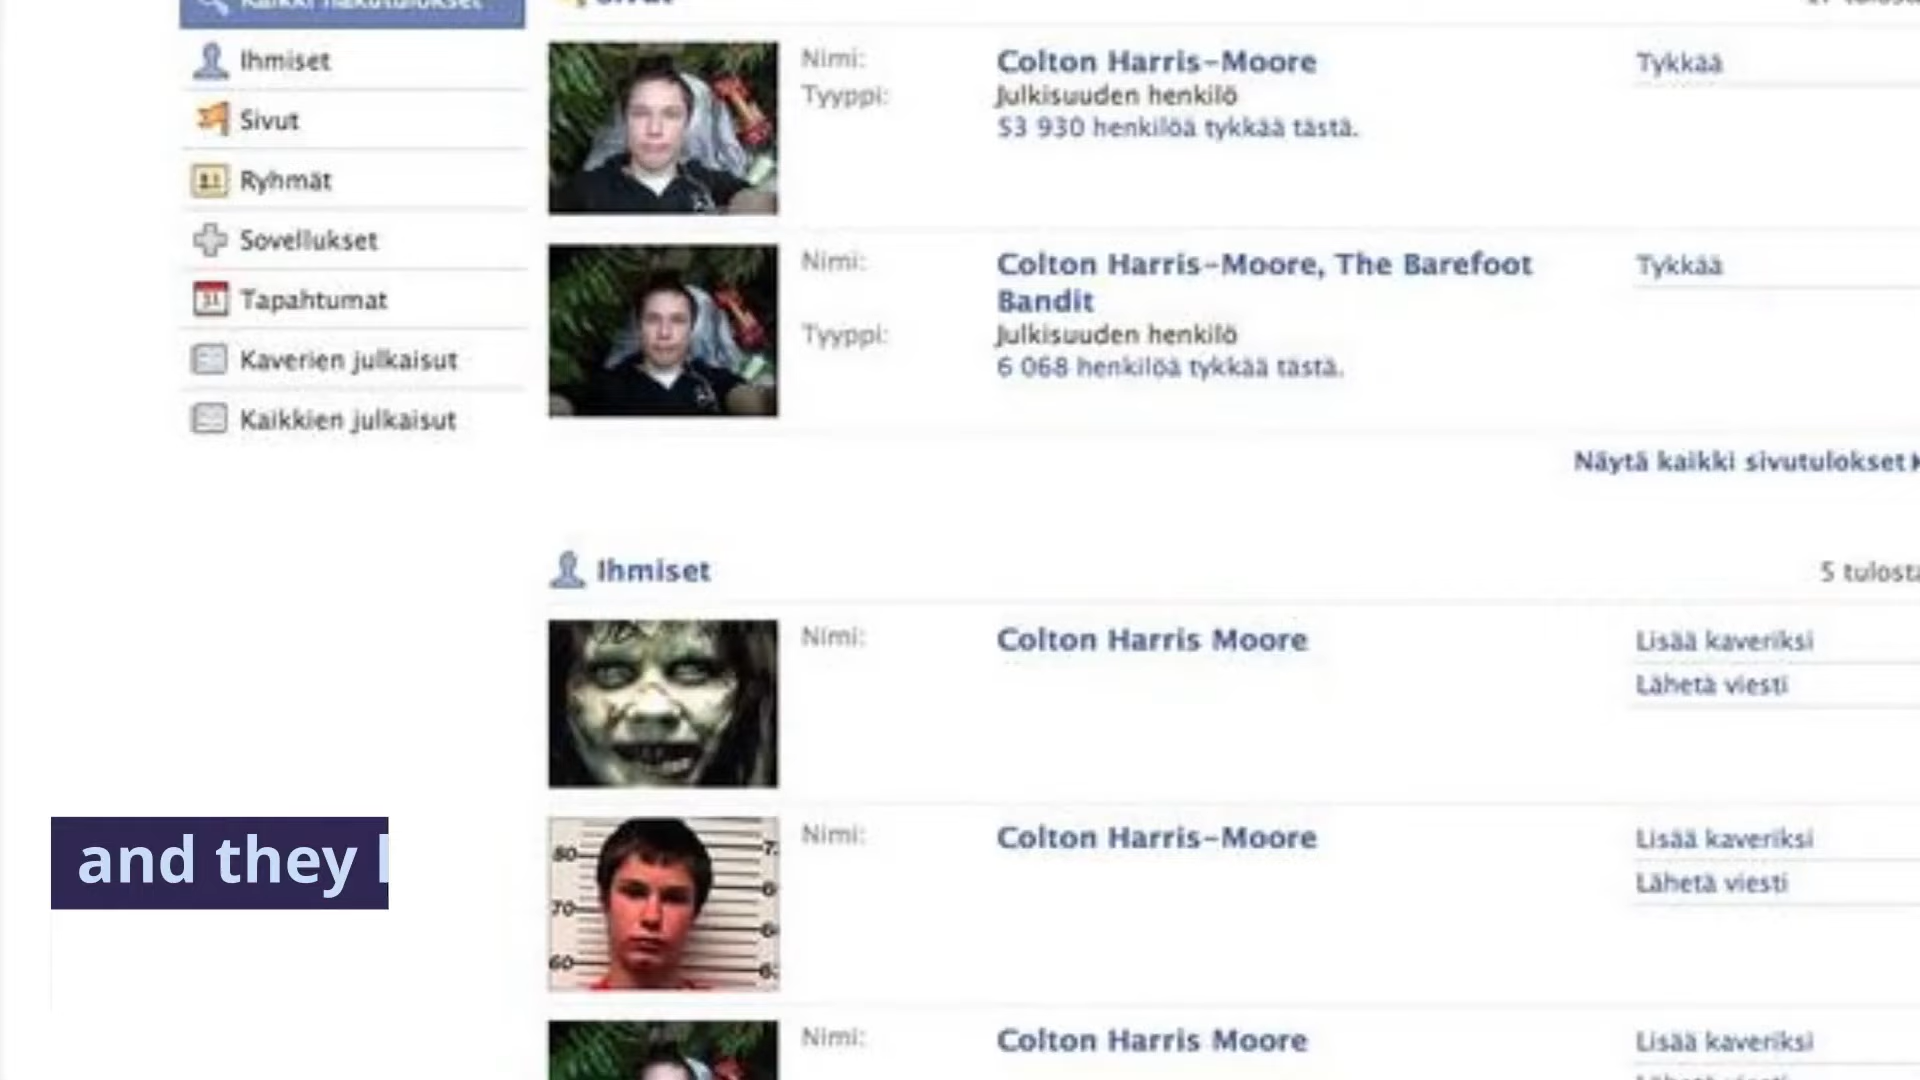 Kaikki hakutulokset
Ihmiset
Sivut
Ryhmät
Sovellukset
Tapahtumat
Kaverien julkaisut
Kaikkien julkaisut
Sivut
Nimi: Colton Harris-Moore Tykkää
Tyyppi: Julkisuuden henkilö
53 930 henkilöä tykkää tästä.
Nimi: Colton Harris-Moore, The Barefoot Tykkää
Bandit
Tyyppi: Julkisuuden henkilö
6 068 henkilöä tykkää tästä.
Näytä kaikki sivutulokset
Ihmiset 5 tulosta
Nimi: Colton Harris Moore Lisää kaveriksi
Lähetä viesti
Nimi: Colton Harris-Moore Lisää kaveriksi
Lähetä viesti
Nimi: Colton Harris Moore Lisää kaveriksi
and they